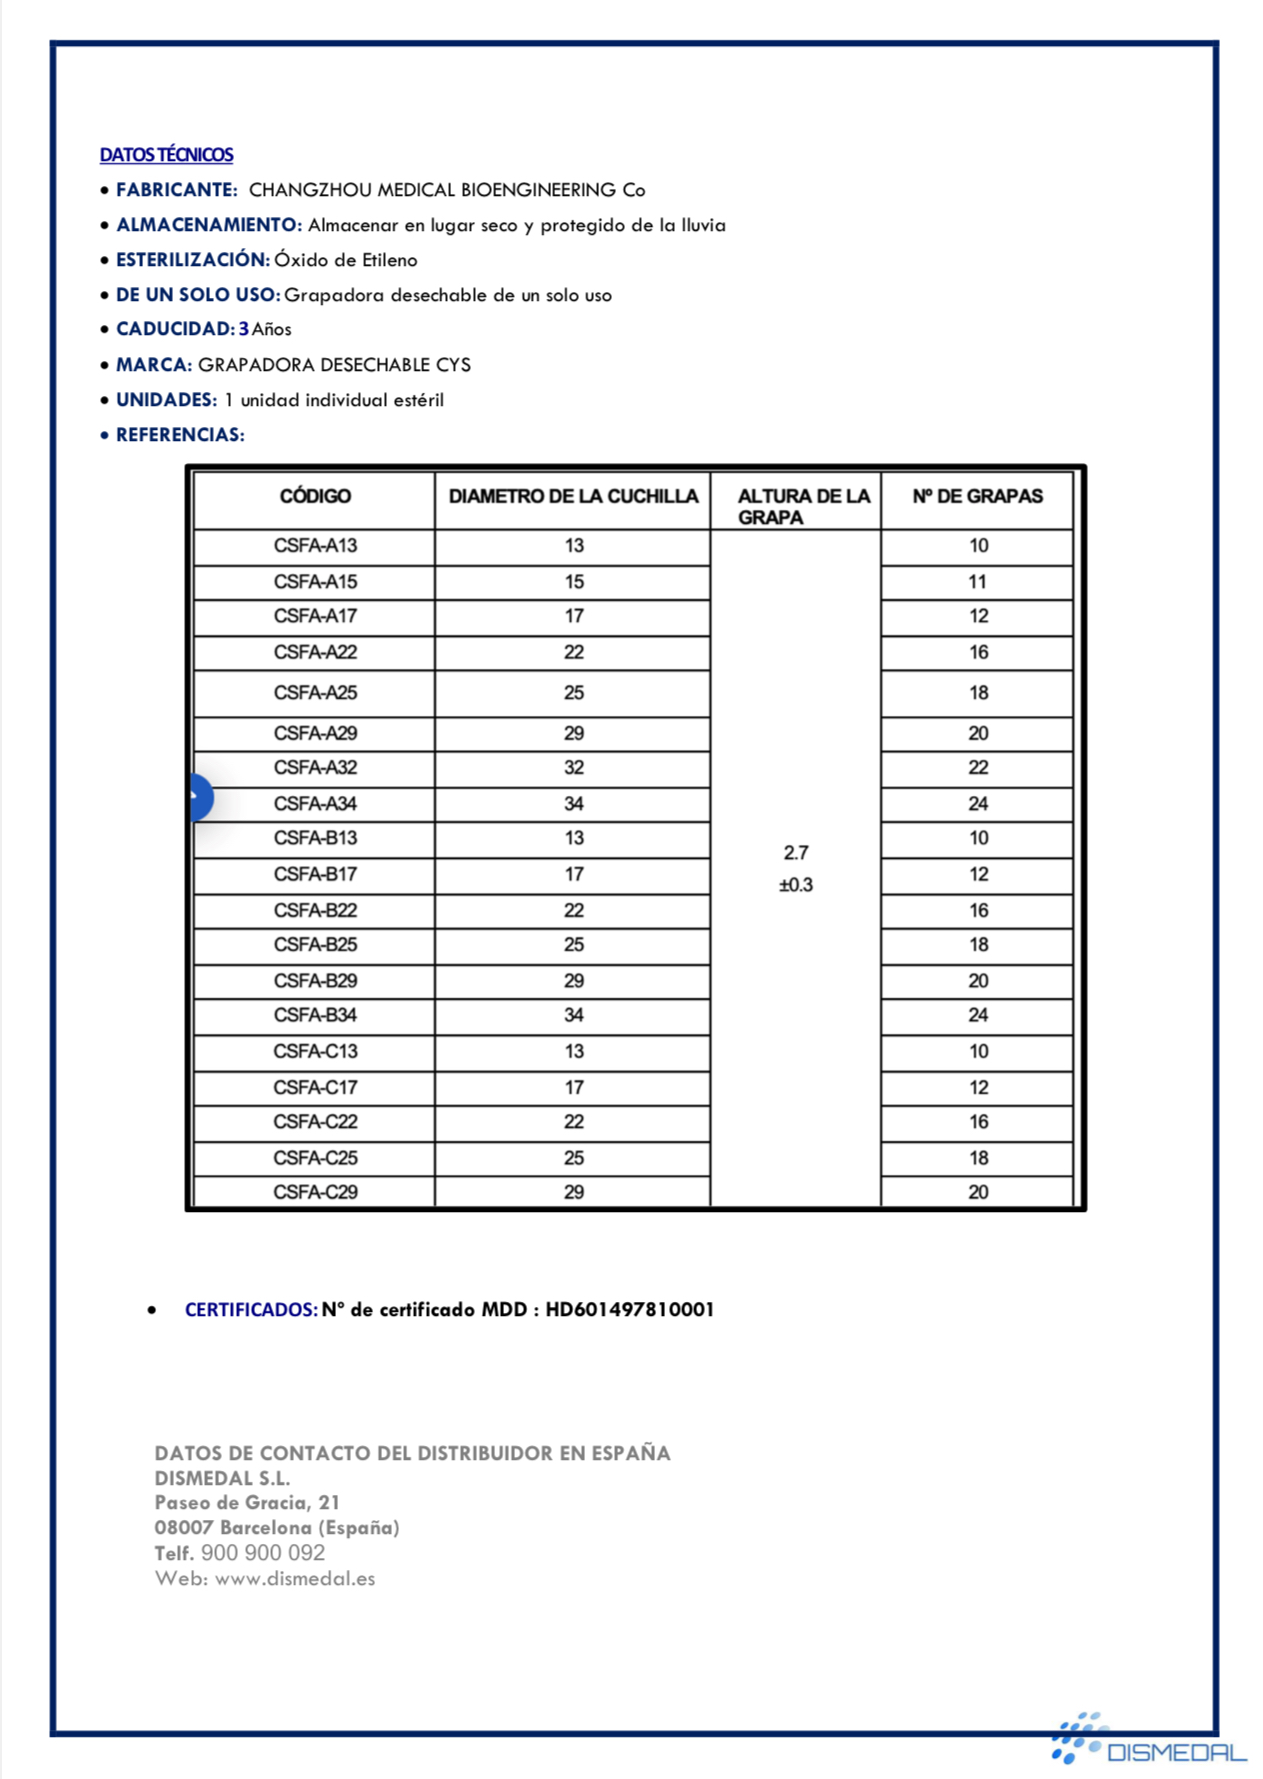 DATOS TÉCNICOS
• FABRICANTE: CHANGZHOU MEDICAL BIOENGINEERING Co
• ALMACENAMIENTO: Almacenar en lugar seco y protegido de la lluvia
• ESTERILIZACIÓN: Óxido de Etileno
• DE UN SOLO USO: Grapadora desechable de un solo uso
• CADUCIDAD: 3 Años
• MARCA: GRAPADORA DESECHABLE CYS
• UNIDADES: 1 unidad individual estéril
• REFERENCIAS:
CÓDIGO DIAMETRO DE LA CUCHILLA ALTURA DE LA GRAPA Nº DE GRAPAS
CSFA-A13 13 10
CSFA-A15 15 11
CSFA-A17 17 12
CSFA-A22 22 16
CSFA-A25 25 18
CSFA-A29 29 20
CSFA-A32 32 22
CSFA-A34 34 24
CSFA-B13 13 10
2.7
CSFA-B17 17 12
±0.3
CSFA-B22 22 16
CSFA-B25 25 18
CSFA-B29 29 20
CSFA-B34 34 24
CSFA-C13 13 10
CSFA-C17 17 12
CSFA-C22 22 16
CSFA-C25 25 18
CSFA-C29 29 20
• CERTIFICADOS: Nº de certificado MDD : HD601497810001
DATOS DE CONTACTO DEL DISTRIBUIDOR EN ESPAÑA
DISMEDAL S.L.
Paseo de Gracia, 21
08007 Barcelona (España)
Telf. 900 900 092
Web: www.dismedal.es
DISMEDAL